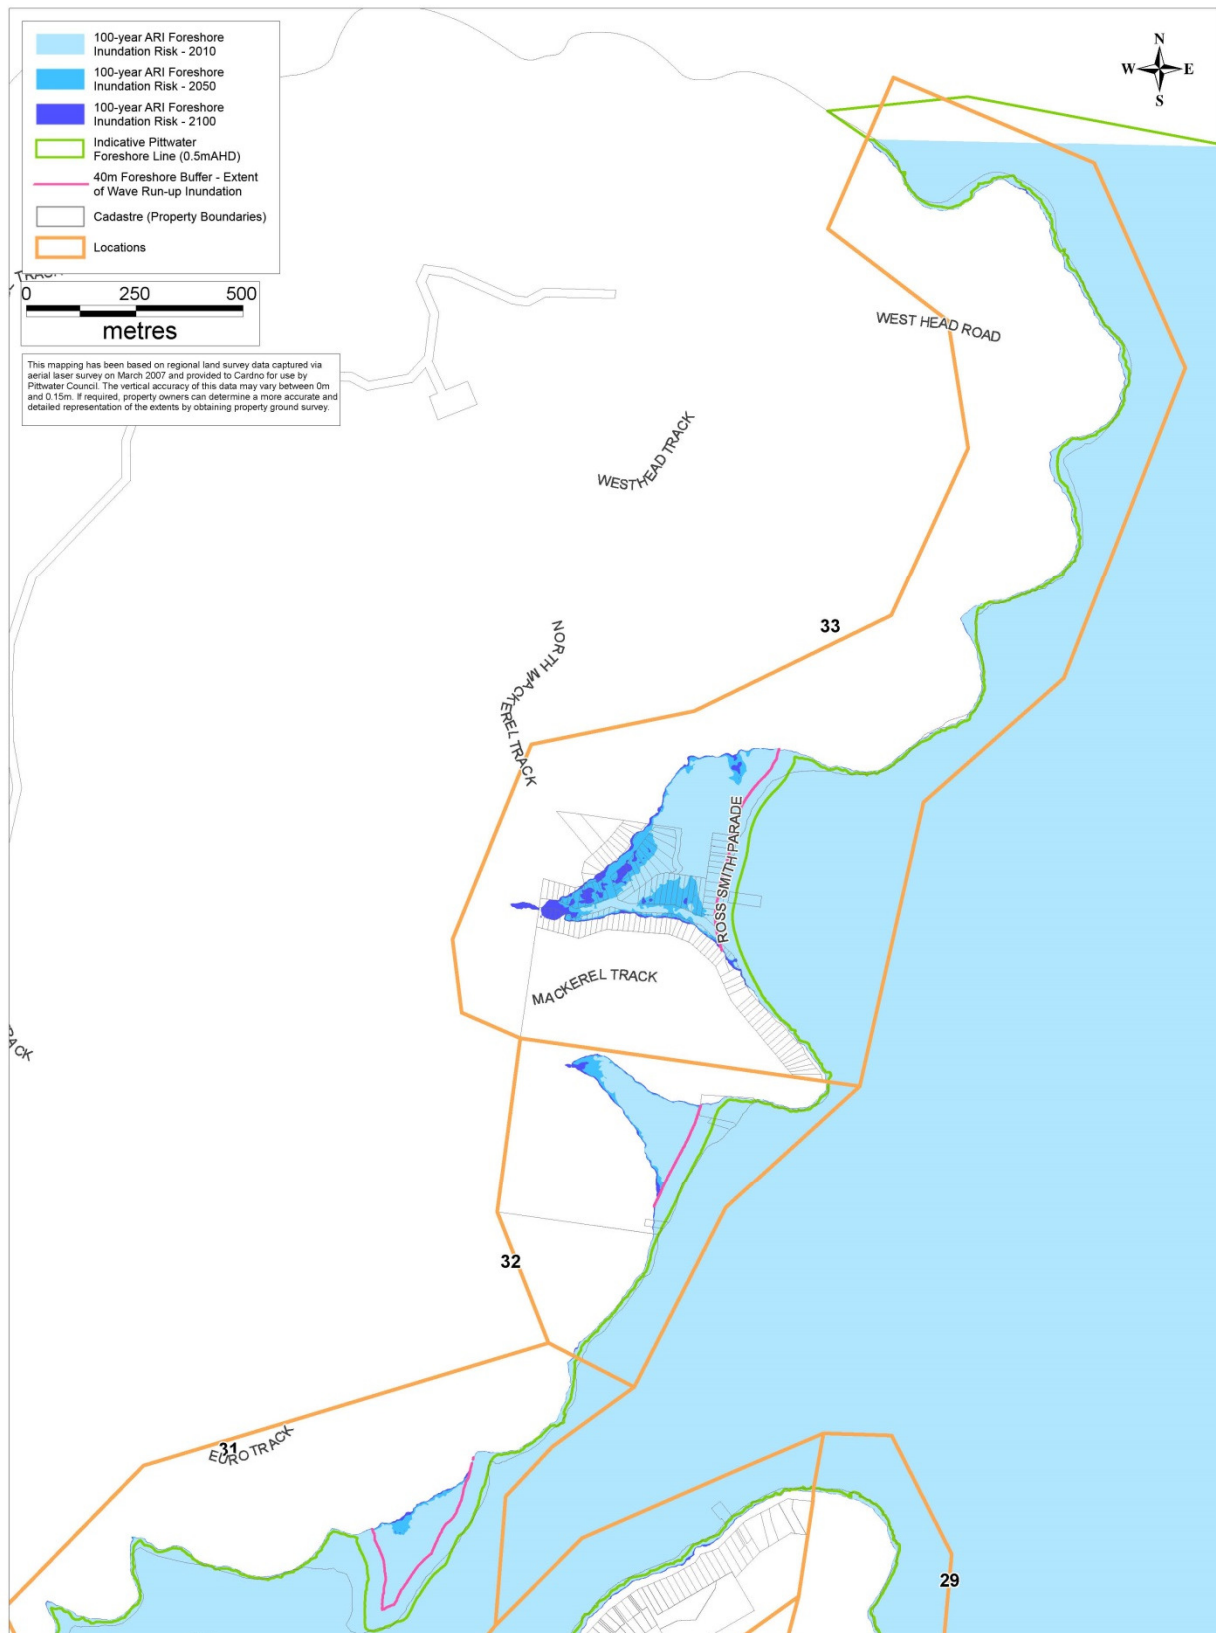 100-year ARI Foreshore
Inundation Risk - 2010
100-year ARI Foreshore
Inundation Risk - 2050
100-year ARI Foreshore
Inundation Risk - 2100
Indicative Pittwater
Foreshore Line (0.5mAHD)
40m Foreshore Buffer - Extent
of Wave Run-up Inundation
Cadastre (Property Boundaries)
Locations
N
W E
S
0 250 500
metres
This mapping has been based on regional land survey data captured via
aerial laser survey on March 2007 and provided to Cardno for use by
Pittwater Council. The vertical accuracy of this data may vary between 0m
and 0.15m. If required, property owners can determine a more accurate and
detailed representation of the extents by obtaining property ground survey.
WEST HEAD ROAD
WESTHEAD TRACK
33
NORTH MACKEREL TRACK
ROSS SMITH PARADE
MACKEREL TRACK
32
31
EURO TRACK
29